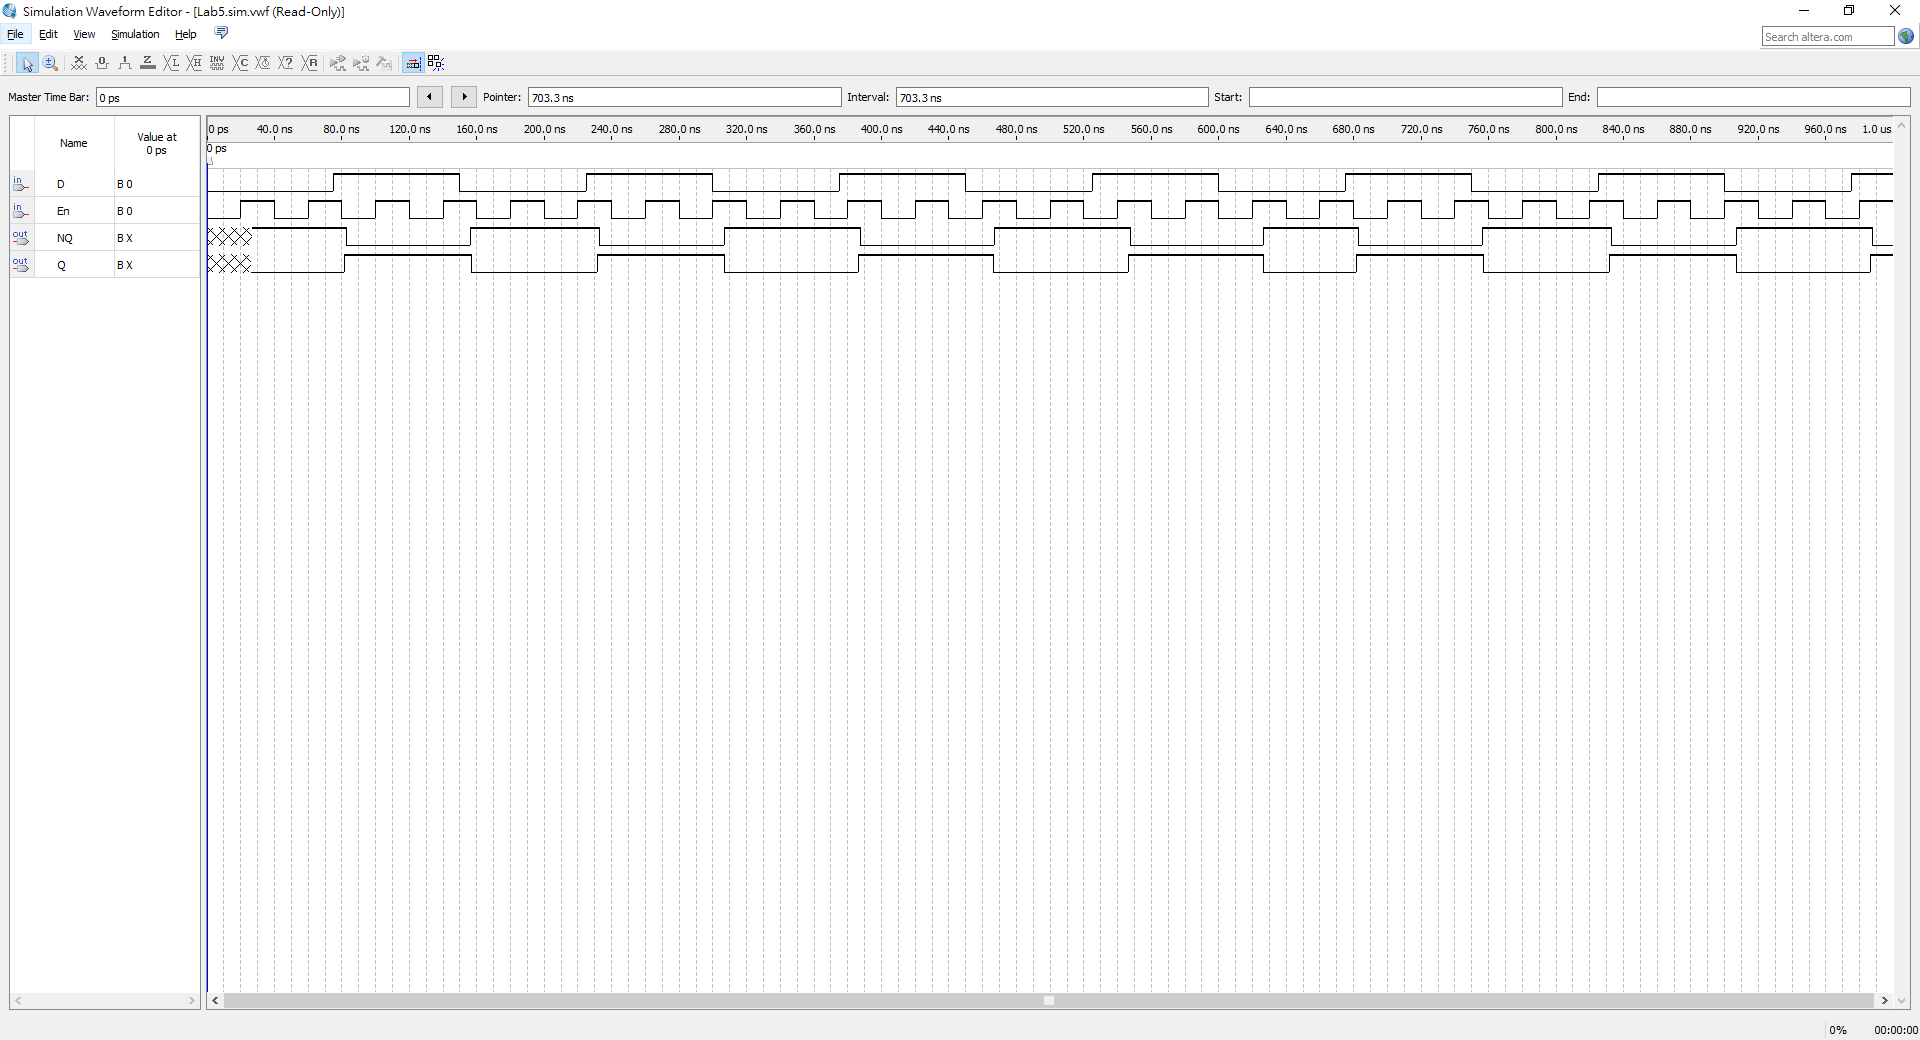 Simulation Waveform Editor - [Lab5.sim.vwf (Read-Only)]
File Edit View Simulation Help
Search altera.com
Master Time Bar: 0 ps Pointer: 703.3 ns Interval: 703.3 ns Start: End:
Name Value at 0 ps
0 ps 40.0 ns 80.0 ns 120.0 ns 160.0 ns 200.0 ns 240.0 ns 280.0 ns 320.0 ns 360.0 ns 400.0 ns 440.0 ns 480.0 ns 520.0 ns 560.0 ns 600.0 ns 640.0 ns 680.0 ns 720.0 ns 760.0 ns 800.0 ns 840.0 ns 880.0 ns 920.0 ns 960.0 ns 1.0 us
0 ps
in D B 0
in En B 0
out NQ B X
out Q B X
0% 00:00:00